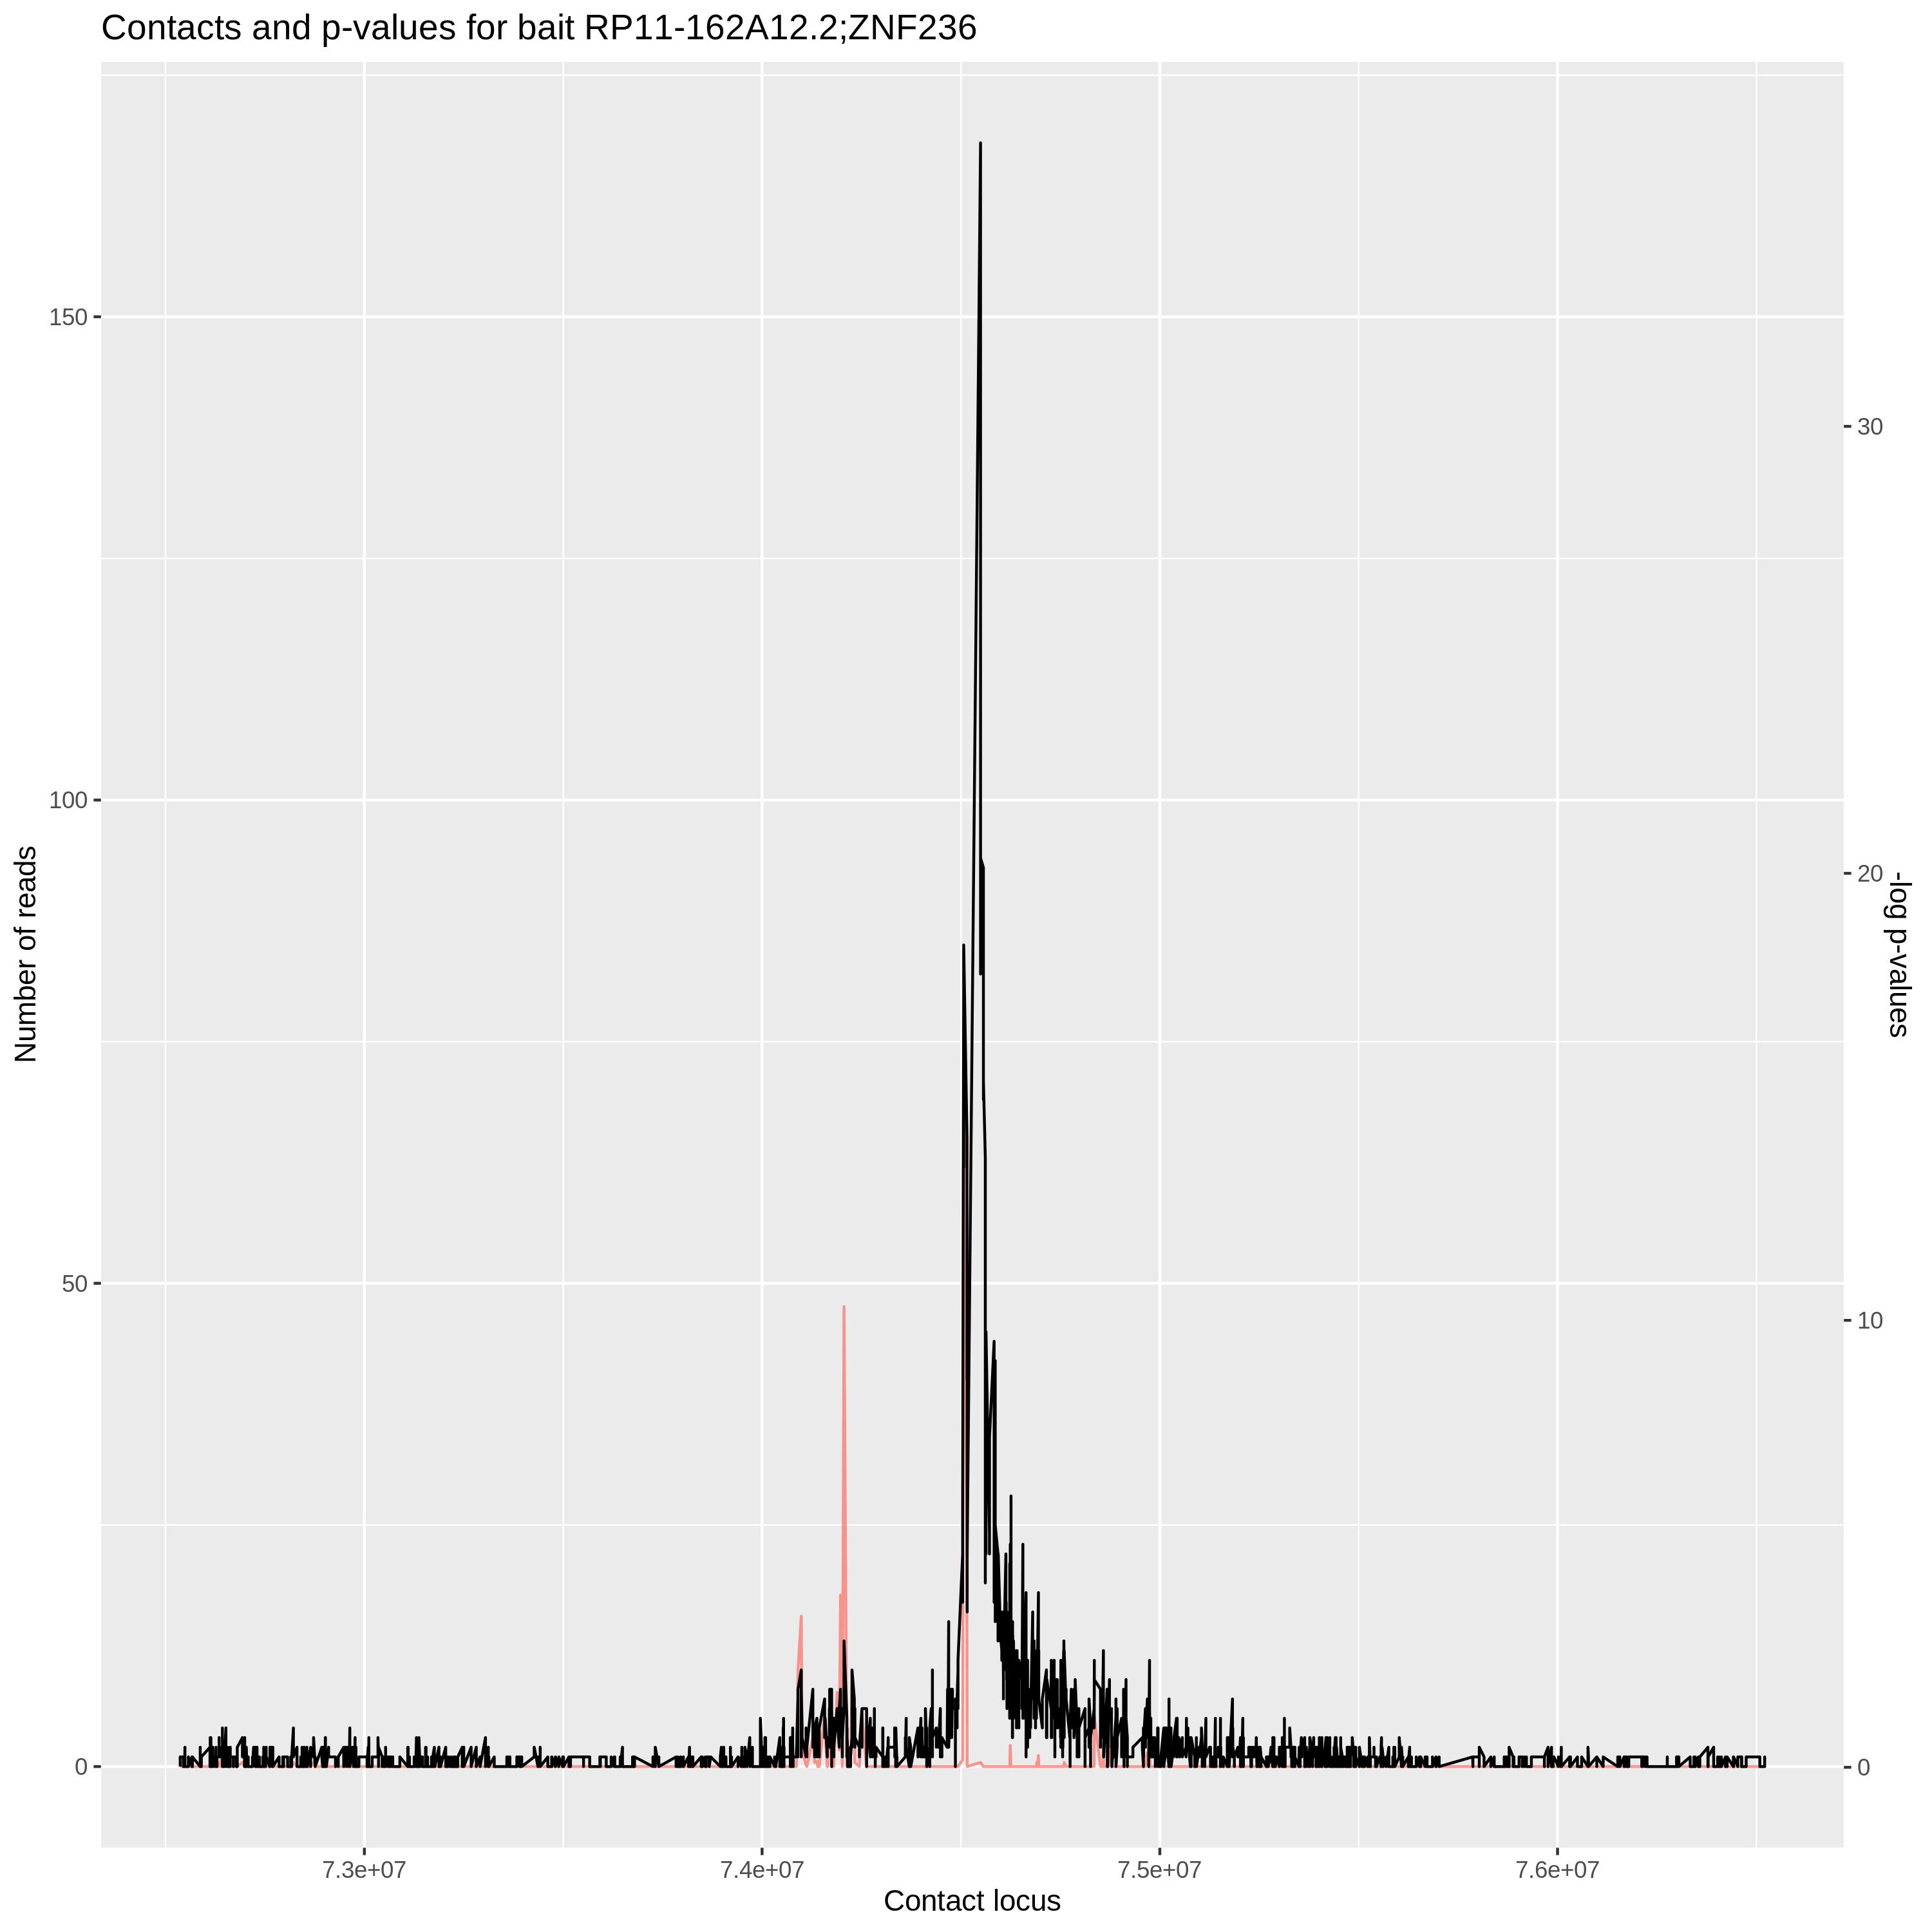 Contacts and p-values for bait RP11-162A12.2;ZNF236
Number of reads
150
100
50
0
30
20
10
0
-log p-values
7.3e+07
7.4e+07
7.5e+07
7.6e+07
Contact locus